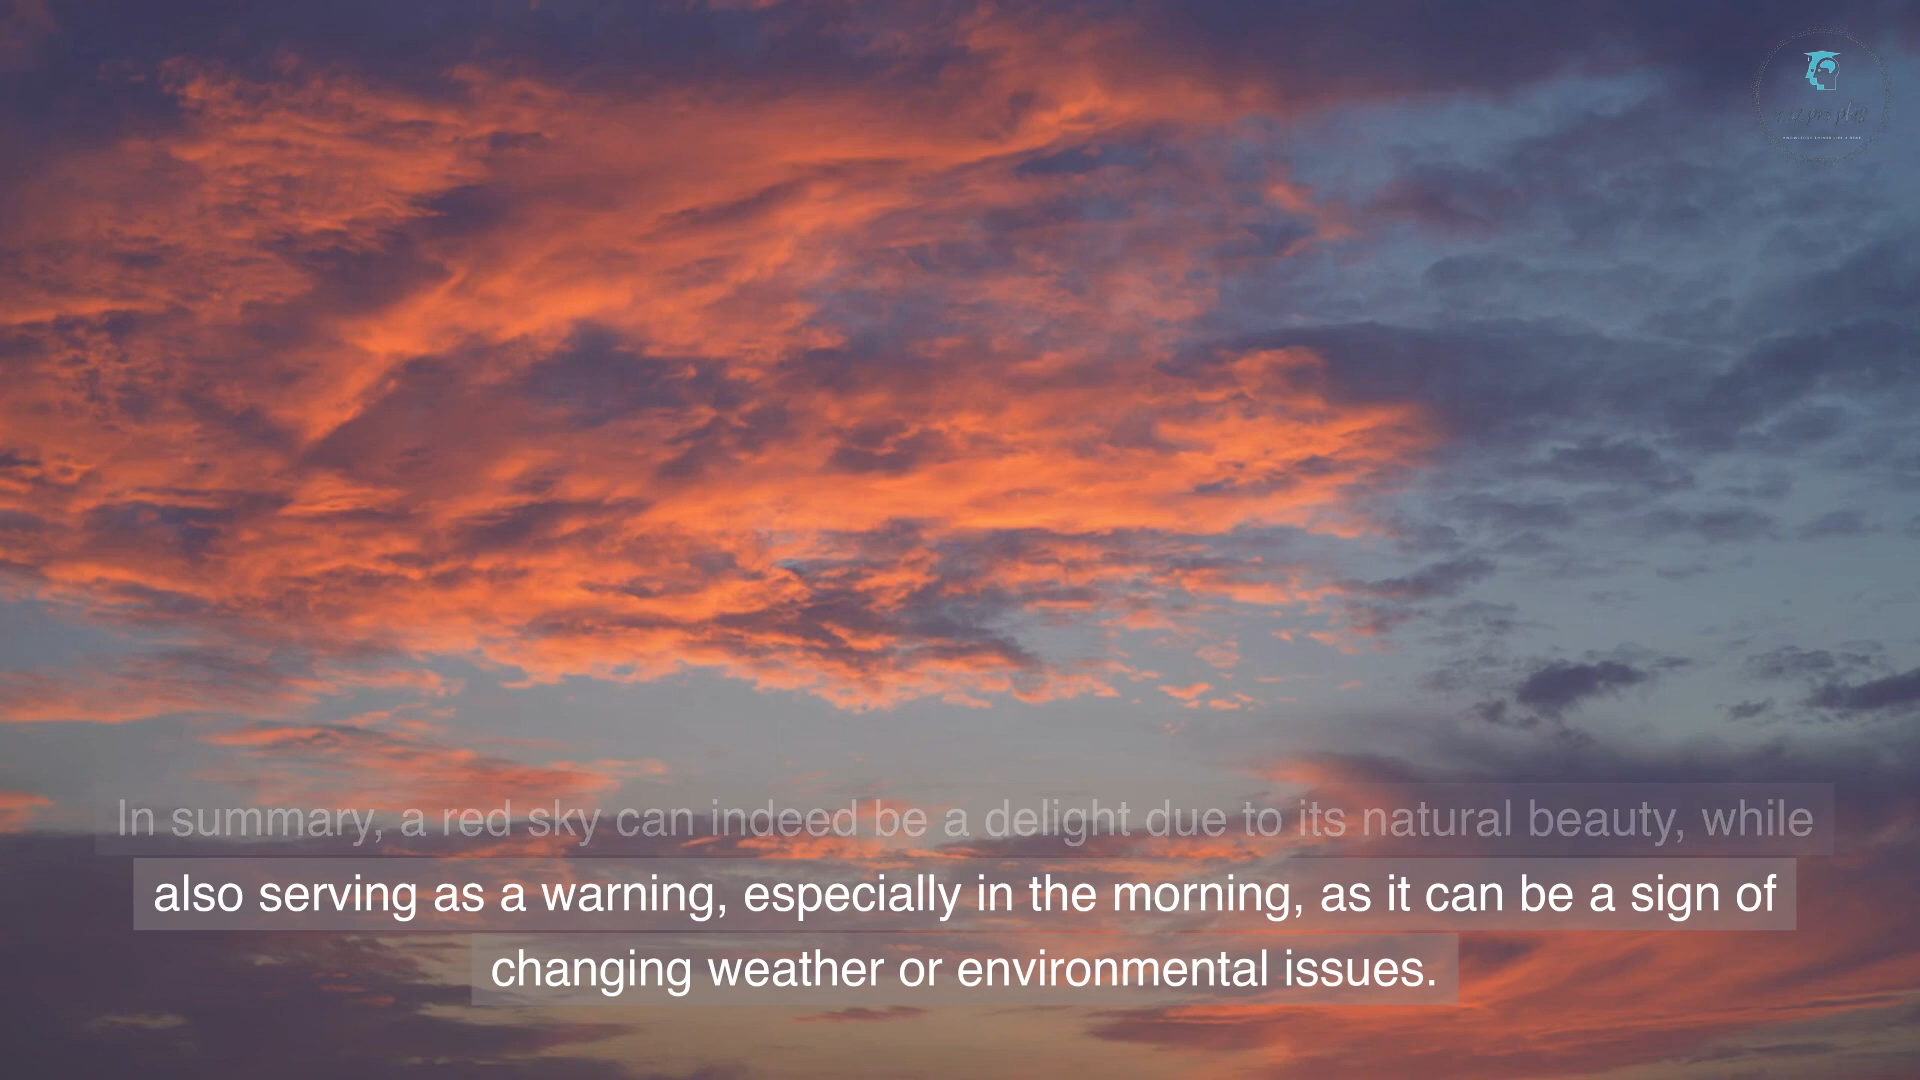 In summary, a red sky can indeed be a delight due to its natural beauty, while
also serving as a warning, especially in the morning, as it can be a sign of
changing weather or environmental issues.